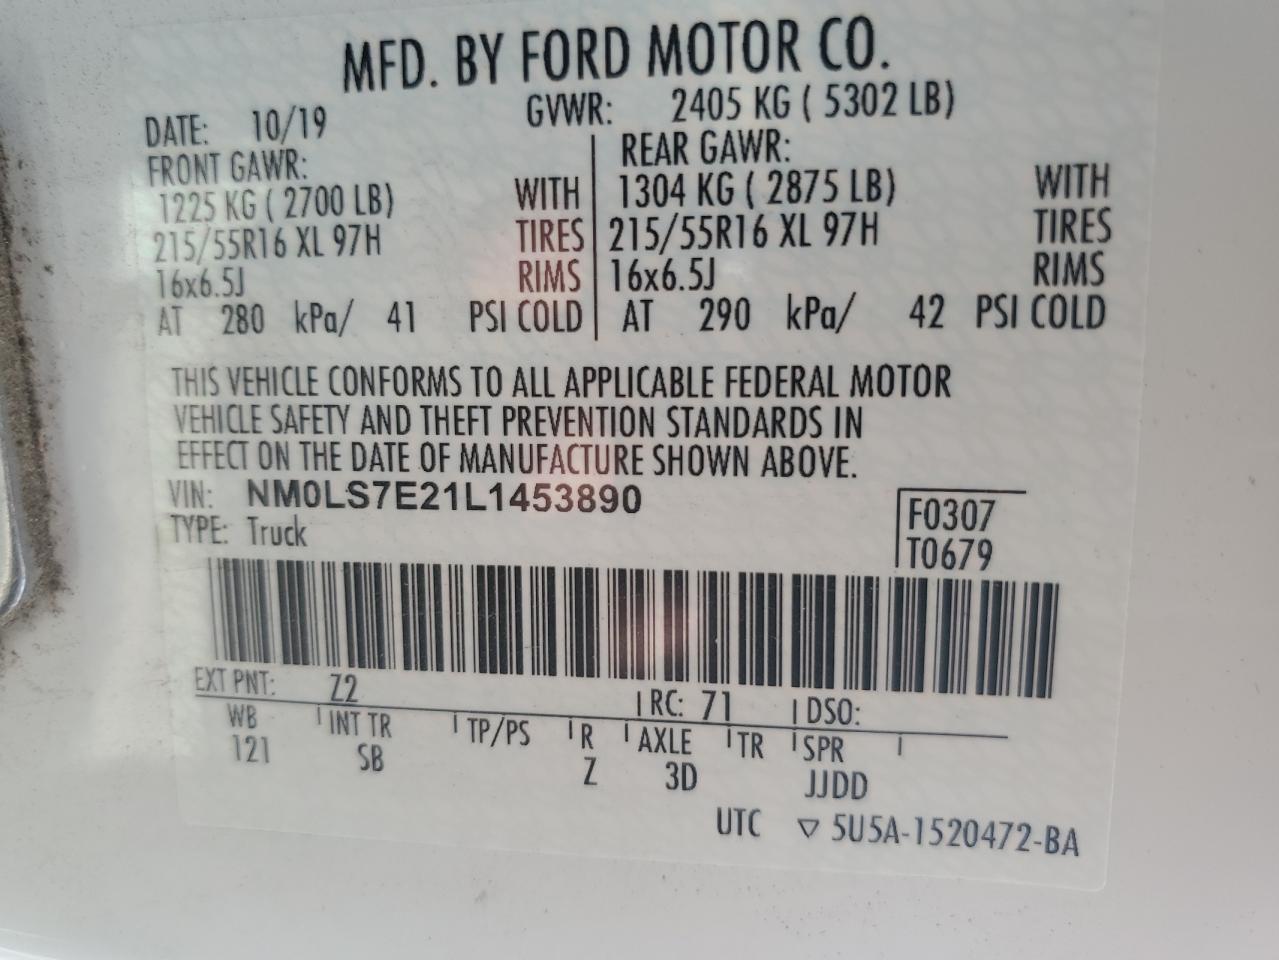 MFD. BY FORD MOTOR CO.
DATE: 10/19 GVWR: 2405 KG ( 5302 LB)
FRONT GAWR: REAR GAWR:
1225 KG ( 2700 LB) WITH 1304 KG ( 2875 LB) WITH
215/55R16 XL 97H TIRES 215/55R16 XL 97H TIRES
16x6.5J RIMS 16x6.5J RIMS
AT 280 kPa/ 41 PSI COLD AT 290 kPa/ 42 PSI COLD
THIS VEHICLE CONFORMS TO ALL APPLICABLE FEDERAL MOTOR
VEHICLE SAFETY AND THEFT PREVENTION STANDARDS IN
EFFECT ON THE DATE OF MANUFACTURE SHOWN ABOVE.
VIN: NM0LS7E21L1453890
TYPE: Truck
F0307
T0679
EXT PNT: Z2 RC: 71 DSO:
WB INT TR TP/PS R AXLE TR SPR
121 SB Z 3D JJDD
UTC ▽ 5U5A-1520472-BA